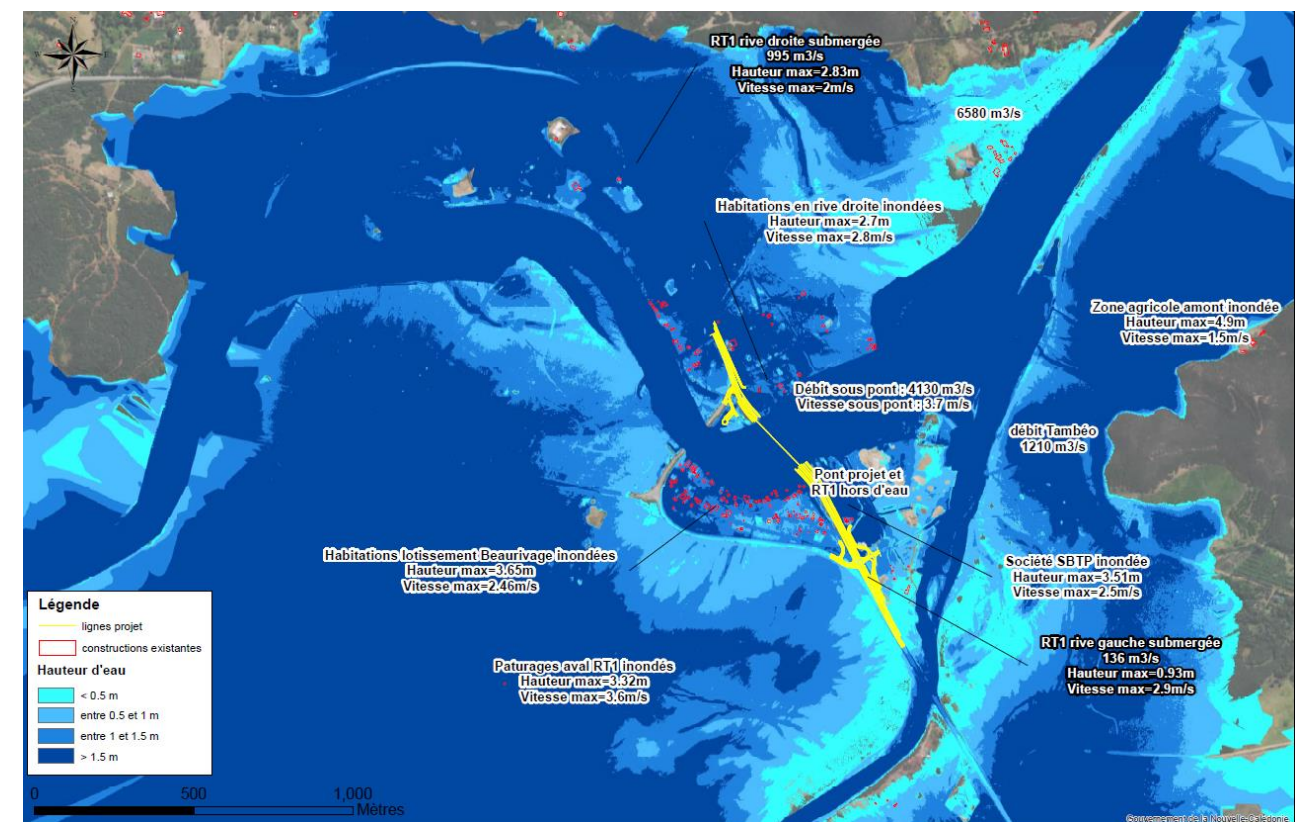 RT1 rive droite submergée
995 m3/s
Hauteur max=2.83m
Vitesse max=2m/s
6580 m3/s
Habitations en rive droite inondées
Hauteur max=2.7m
Vitesse max=2.8m/s
Zone agricole amont inondée
Hauteur max=4.9m
Vitesse max=1.5m/s
Débit sous pont : 4130 m3/s
Vitesse sous pont : 3.7 m/s
débit Tambéo
1210 m3/s
Pont projet et
RT1 hors d'eau
Habitations lotissement Beaurivage inondées
Hauteur max=3.65m
Vitesse max=2.46m/s
Société SBTP inondée
Hauteur max=3.51m
Vitesse max=2.5m/s
RT1 rive gauche submergée
136 m3/s
Hauteur max=0.93m
Vitesse max=2.9m/s
Paturages aval RT1 inondés
Hauteur max=3.32m
Vitesse max=3.6m/s
Légende
lignes projet
constructions existantes
Hauteur d'eau
< 0.5 m
entre 0.5 et 1 m
entre 1 et 1.5 m
> 1.5 m
0 500 1,000
Mètres
Gouvernement de la Nouvelle-Calédonie